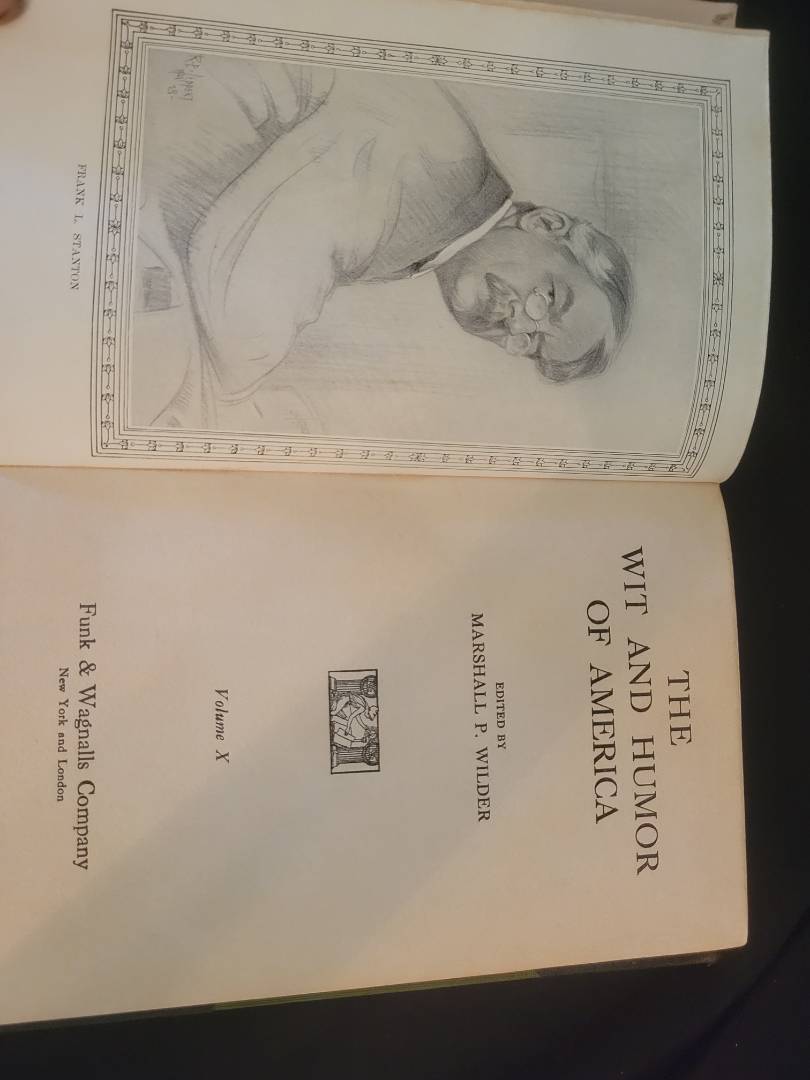 FRANK L. STANTON
THE
WIT AND HUMOR
OF AMERICA
EDITED BY
MARSHALL P. WILDER
Volume X
Funk & Wagnalls Company
New York and London